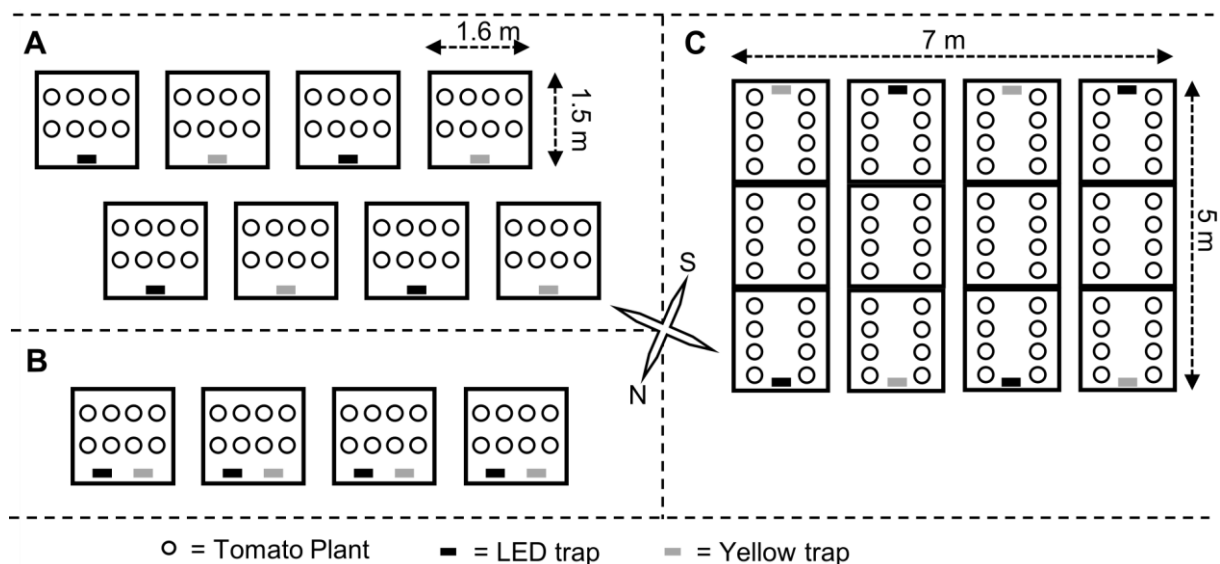 A
1.6 m
1.5 m
B
S
N
C
7 m
5 m
= Tomato Plant
= LED trap
= Yellow trap